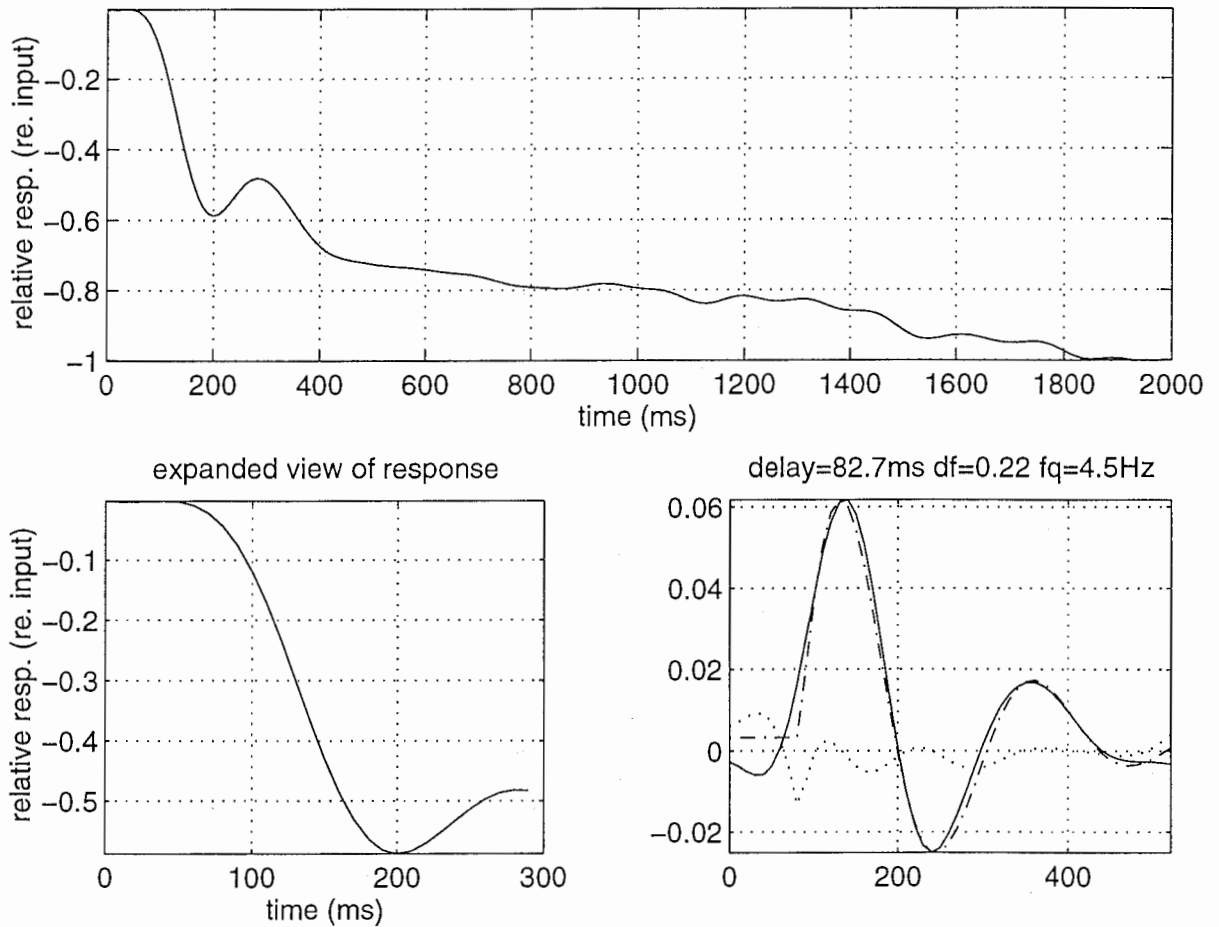 relative resp. (re. input)
-0.2
-0.4
-0.6
-0.8
-1
0 200 400 600 800 1000 1200 1400 1600 1800 2000
time (ms)
expanded view of response
relative resp. (re. input)
-0.1
-0.2
-0.3
-0.4
-0.5
0 100 200 300
time (ms)
delay=82.7ms df=0.22 fq=4.5Hz
0.06
0.04
0.02
0
-0.02
0 200 400